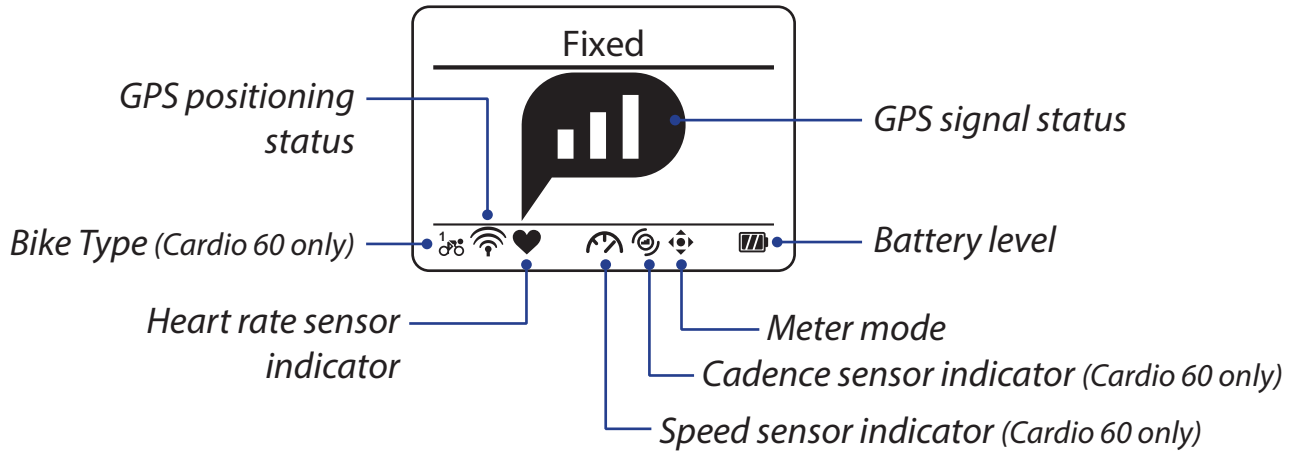 Fixed
GPS positioning
status
GPS signal status
Bike Type (Cardio 60 only)
1
Battery level
Heart rate sensor
indicator
Meter mode
Cadence sensor indicator (Cardio 60 only)
Speed sensor indicator (Cardio 60 only)